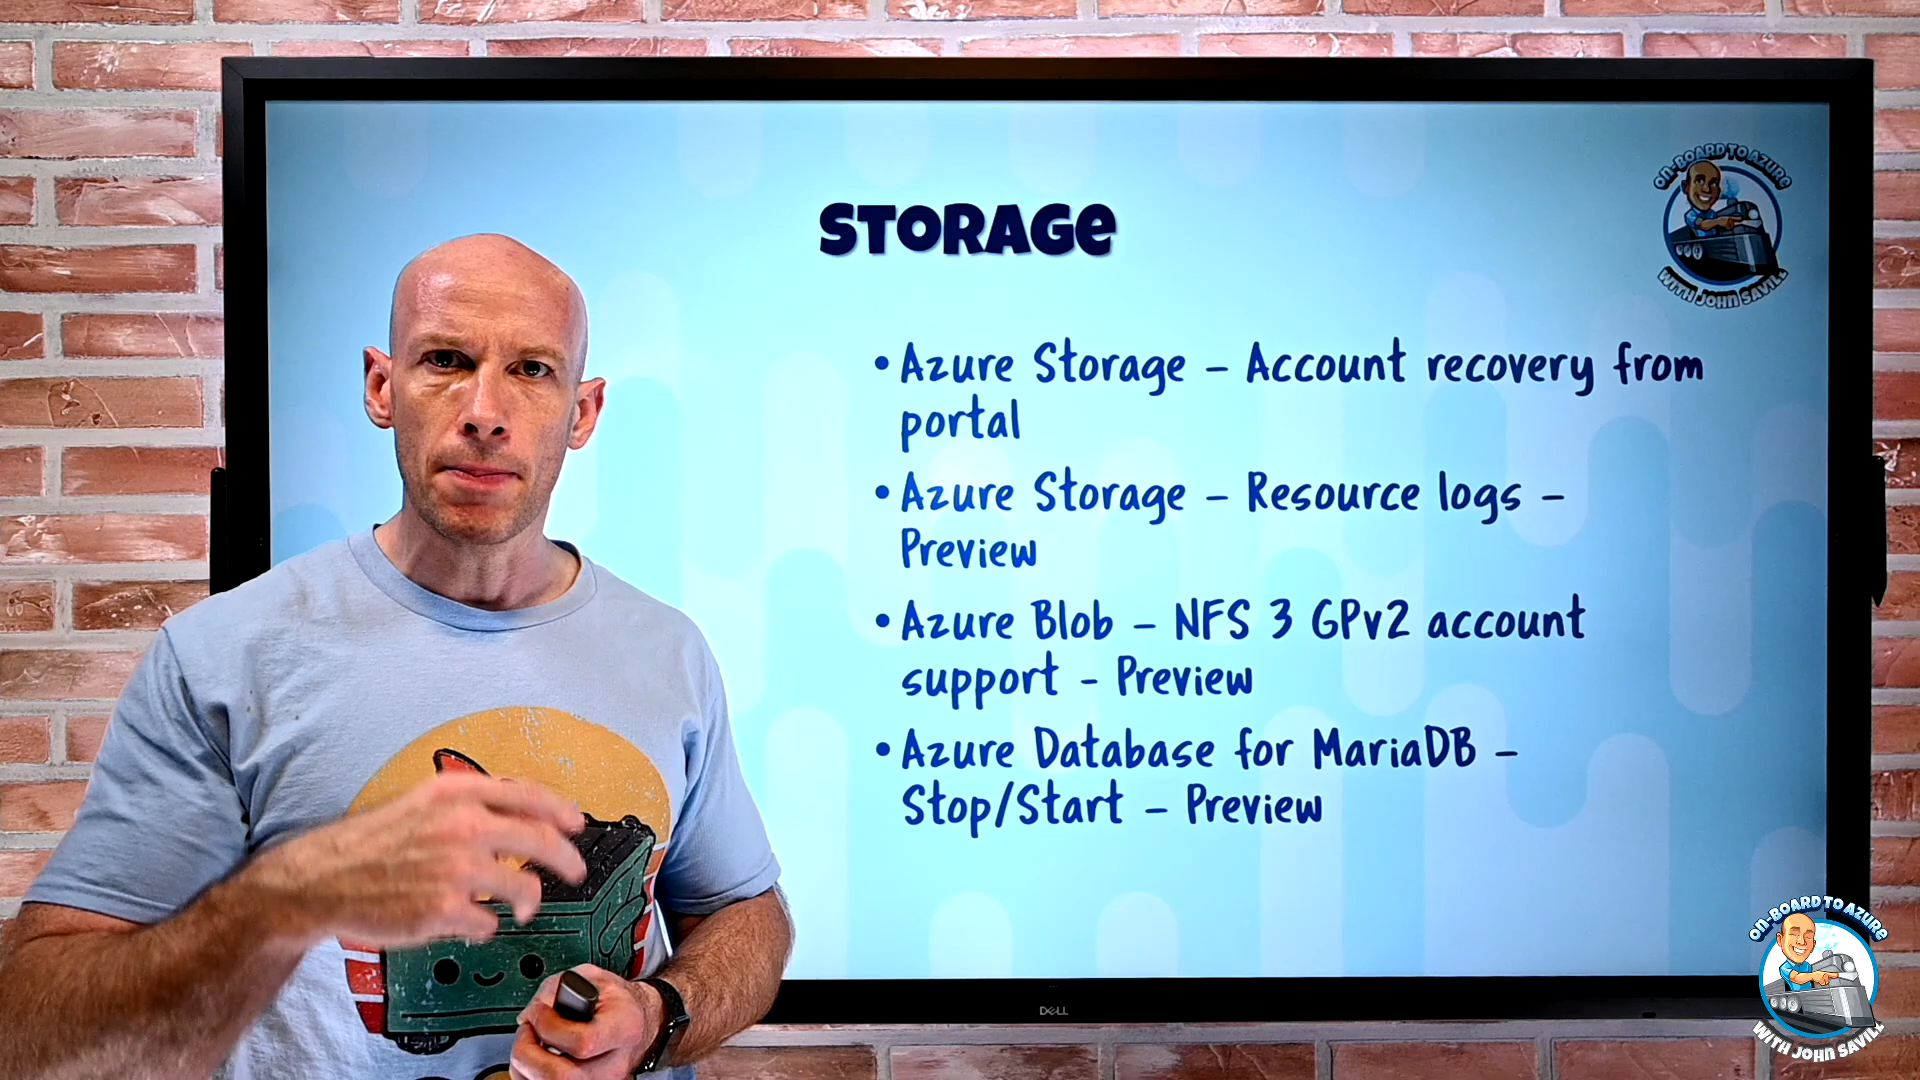 ON-BOARD TO AZURE
WITH JOHN SAVILL
STORAGE
• Azure Storage – Account recovery from
portal
• Azure Storage – Resource logs –
Preview
• Azure Blob – NFS 3 GPv2 account
support – Preview
• Azure Database for MariaDB –
Stop/Start – Preview
DELL
ON-BOARD TO AZURE
WITH JOHN SAVILL